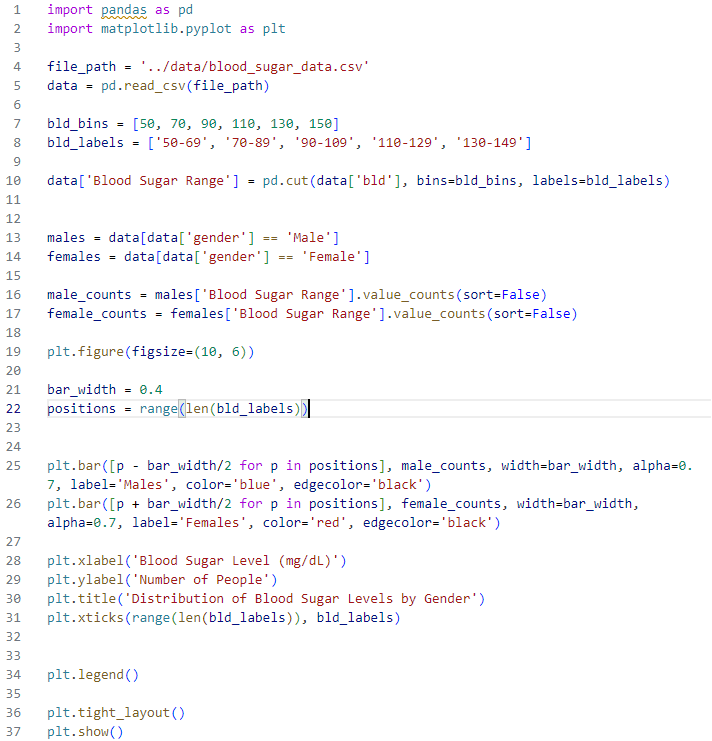 1 import pandas as pd
2 import matplotlib.pyplot as plt
3
4 file_path = '../data/blood_sugar_data.csv'
5 data = pd.read_csv(file_path)
6
7 bld_bins = [50, 70, 90, 110, 130, 150]
8 bld_labels = ['50-69', '70-89', '90-109', '110-129', '130-149']
9
10 data['Blood Sugar Range'] = pd.cut(data['bld'], bins=bld_bins, labels=bld_labels)
11
12
13 males = data[data['gender'] == 'Male']
14 females = data[data['gender'] == 'Female']
15
16 male_counts = males['Blood Sugar Range'].value_counts(sort=False)
17 female_counts = females['Blood Sugar Range'].value_counts(sort=False)
18
19 plt.figure(figsize=(10, 6))
20
21 bar_width = 0.4
22 positions = range(len(bld_labels))
23
24
25 plt.bar([p - bar_width/2 for p in positions], male_counts, width=bar_width, alpha=0.
7, label='Males', color='blue', edgecolor='black')
26 plt.bar([p + bar_width/2 for p in positions], female_counts, width=bar_width,
alpha=0.7, label='Females', color='red', edgecolor='black')
27
28 plt.xlabel('Blood Sugar Level (mg/dL)')
29 plt.ylabel('Number of People')
30 plt.title('Distribution of Blood Sugar Levels by Gender')
31 plt.xticks(range(len(bld_labels)), bld_labels)
32
33
34 plt.legend()
35
36 plt.tight_layout()
37 plt.show()